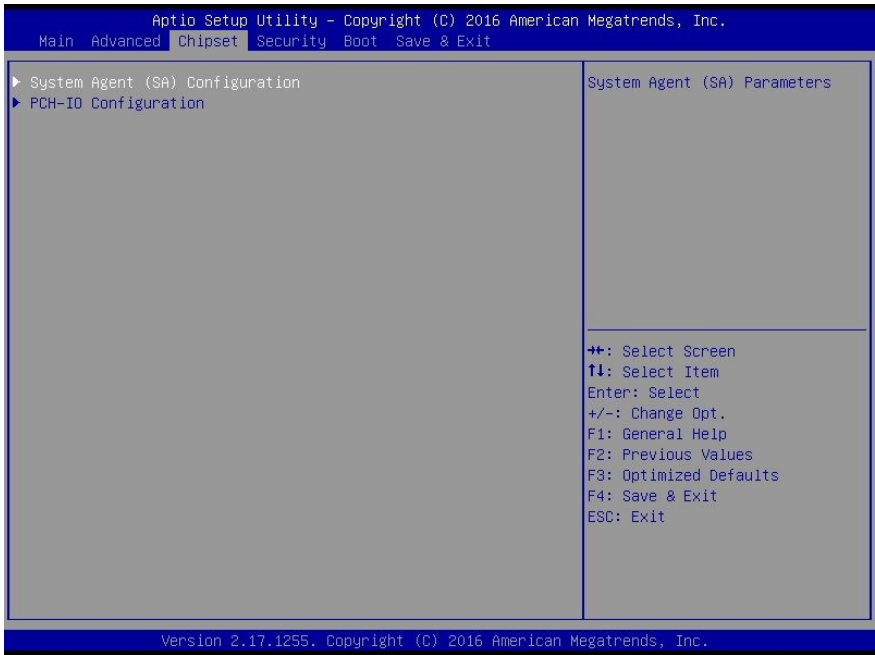 Aptio Setup Utility – Copyright (C) 2016 American Megatrends, Inc.
Main Advanced Chipset Security Boot Save & Exit
▶ System Agent (SA) Configuration
▶ PCH-IO Configuration
System Agent (SA) Parameters
→←: Select Screen
↑↓: Select Item
Enter: Select
+/-: Change Opt.
F1: General Help
F2: Previous Values
F3: Optimized Defaults
F4: Save & Exit
ESC: Exit
Version 2.17.1255. Copyright (C) 2016 American Megatrends, Inc.